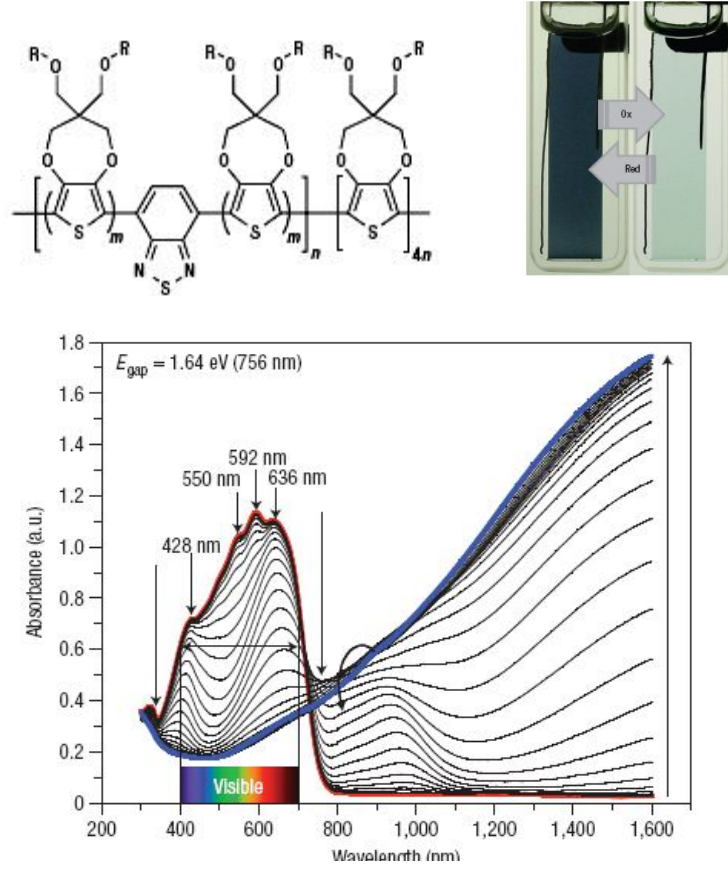 R O O R R O O R R O O R
O O O O O O
S m S m n S 4n
N N
S
Ox
Red
E_gap = 1.64 eV (756 nm)
592 nm
550 nm 636 nm
428 nm
Visible
Absorbance (a.u.)
1.8
1.6
1.4
1.2
1.0
0.8
0.6
0.4
0.2
0
200 400 600 800 1,000 1,200 1,400 1,600
Wavelength (nm)